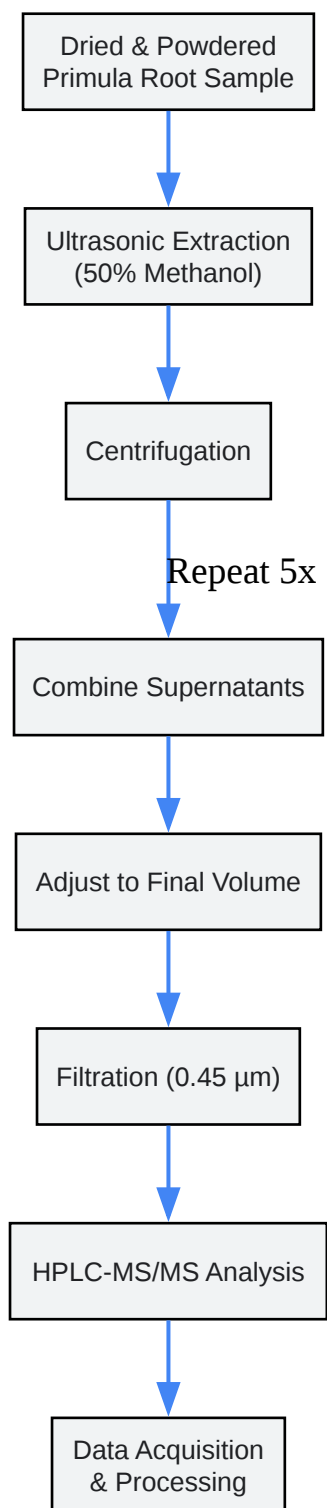 Dried & Powdered
Primula Root Sample
Ultrasonic Extraction
(50% Methanol)
Centrifugation
Repeat 5x
Combine Supernatants
Adjust to Final Volume
Filtration (0.45 µm)
HPLC-MS/MS Analysis
Data Acquisition
& Processing